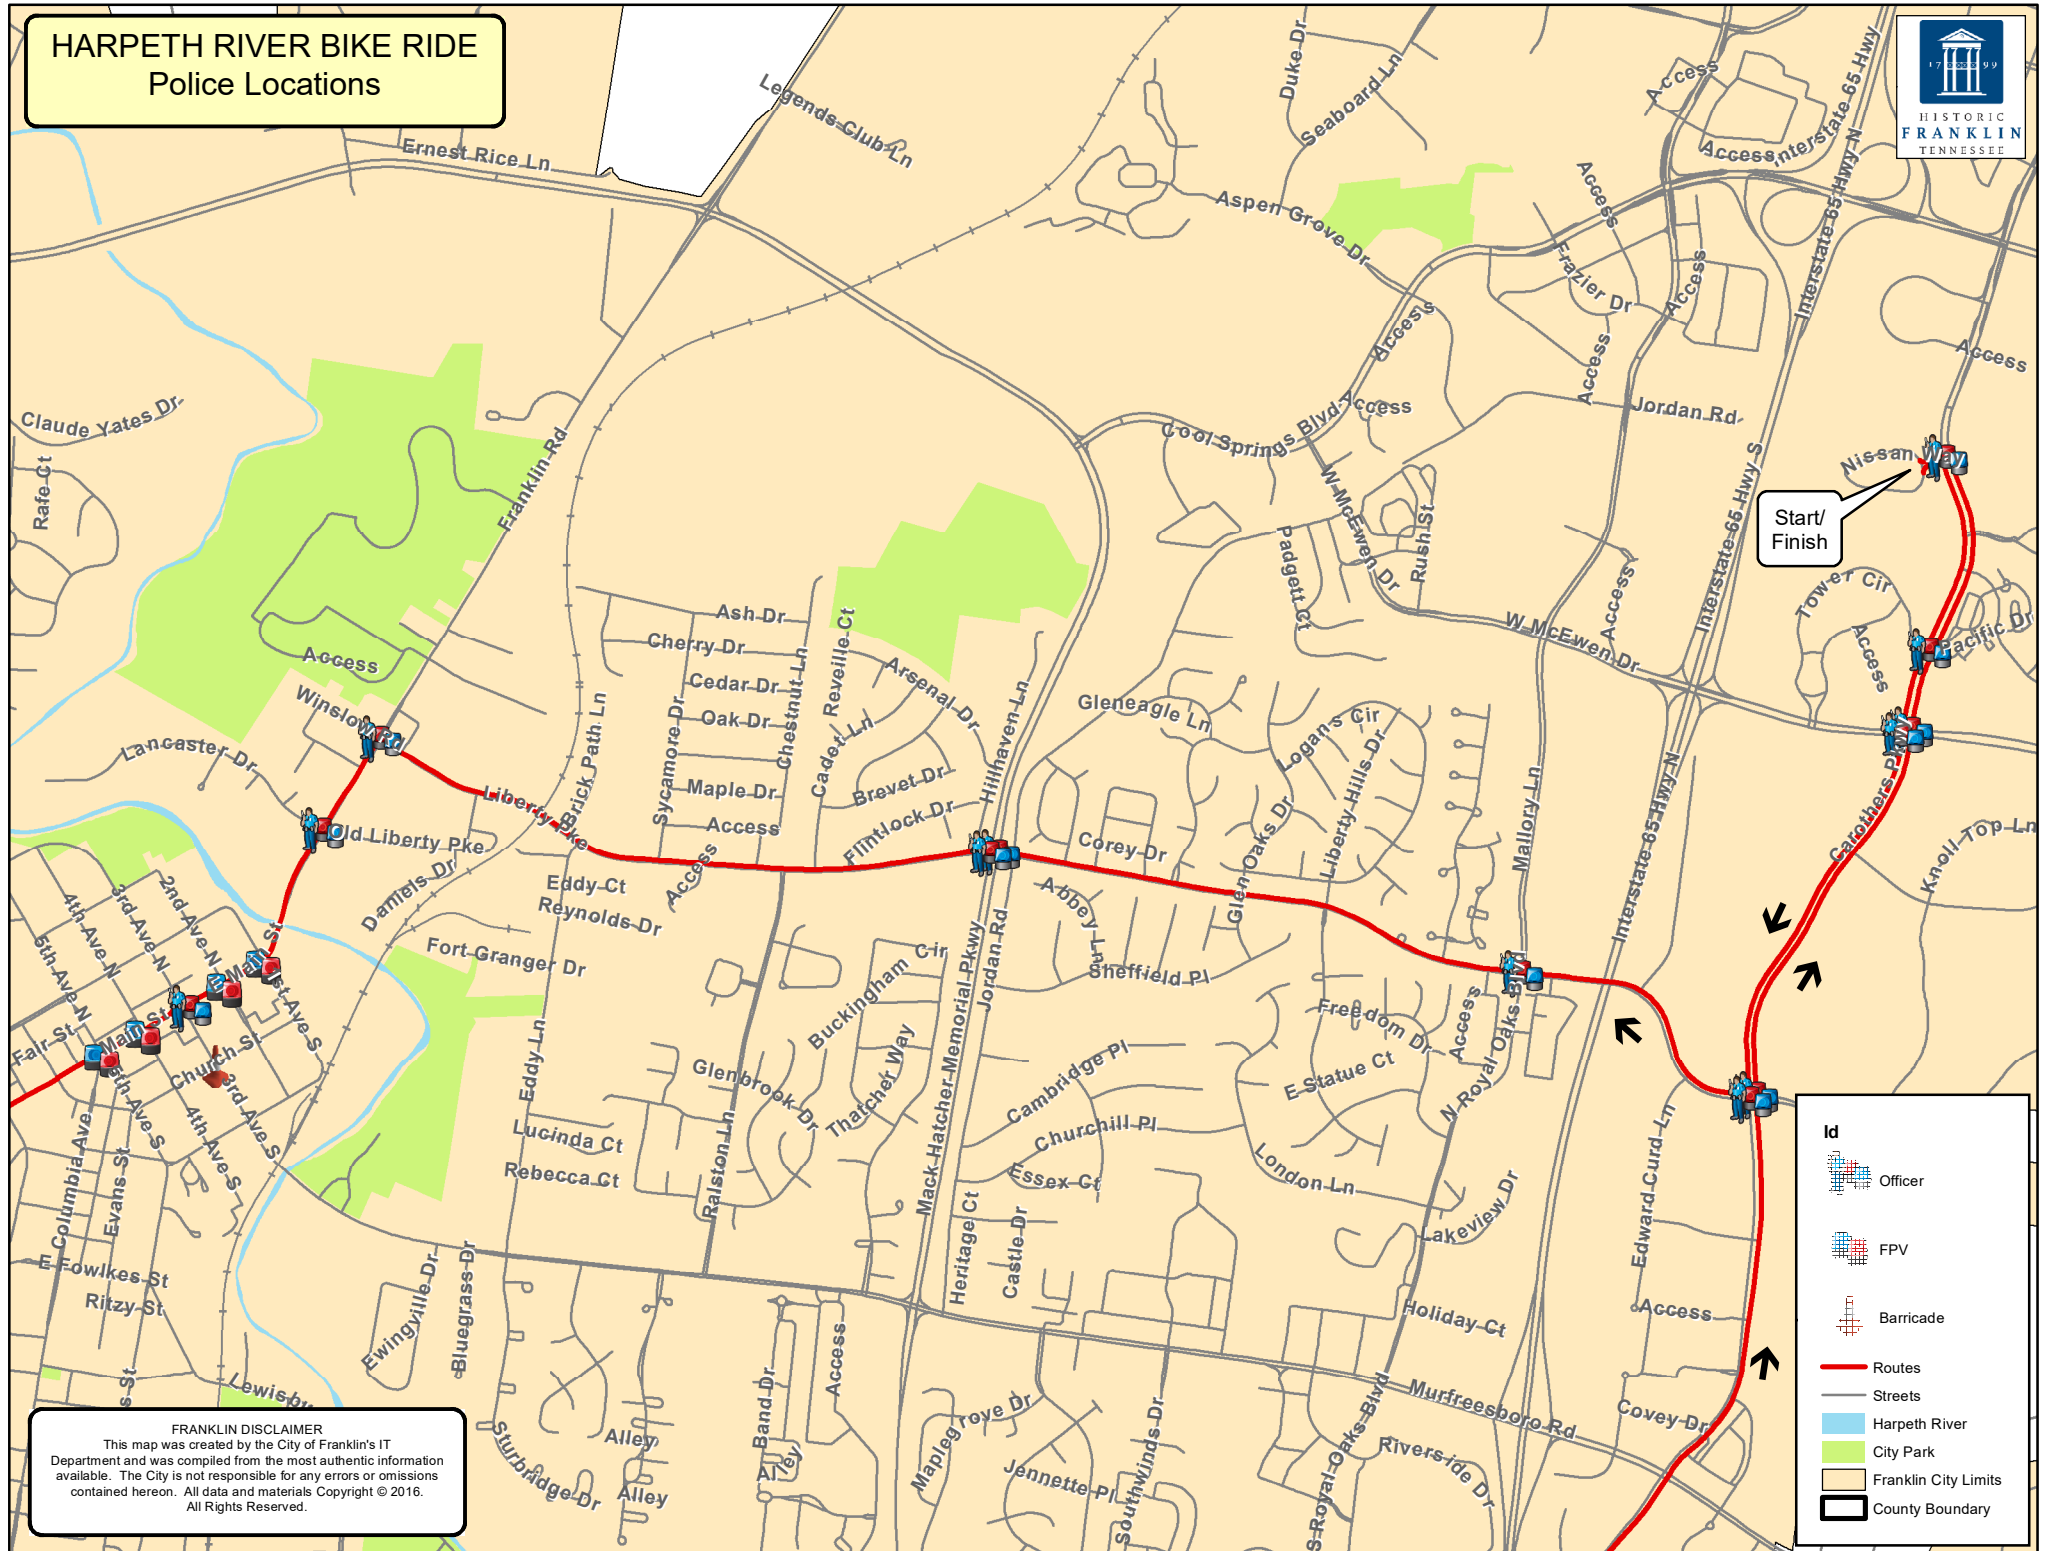 HARPETH RIVER BIKE RIDE
Police Locations
1799
HISTORIC
FRANKLIN
TENNESSEE
Legends Club Ln
Duke Dr
Seaboard Ln
Access
Interstate 65 Hwy
Access
Ernest Rice Ln
Interstate 65 Hwy N
Access
Aspen Grove Dr
Frazier Dr
Access
Access
Access
Access
Claude Yates Dr
Rafe Ct
Franklin Rd
Cool Springs Blvd
Access
Jordan Rd
Nissan Way
Start/
Finish
W McEwen Dr
Rush St
Padgett Ct
Interstate 65 Hwy S
Tower Cir
Access
Pacific Dr
Access
W McEwen Dr
Ash Dr
Cherry Dr
Cedar Dr
Oak Dr
Maple Dr
Access
Sycamore Dr
Chestnut Ln
Reveille Ct
Cadet Ln
Arsenal Dr
Brevet Dr
Flintlock Dr
Hillhaven Ln
Gleneagle Ln
Logans Cir
Liberty Hills Dr
Glen Oaks Dr
Corey Dr
Mallory Ln
Interstate 65 Hwy N
Carothers Pkwy
Knoll Top Ln
Access
Winslow Rd
Lancaster Dr
Brick Path Ln
Liberty Pke
Old Liberty Pke
Daniels Dr
Eddy Ct
Reynolds Dr
Access
Fort Granger Dr
Abbey Ln
Sheffield Pl
Jordan Rd
Mack Hatcher Memorial Pkwy
Buckingham Cir
Thatcher Way
Glenbrook Dr
Ralston Ln
Eddy Ln
Lucinda Ct
Rebecca Ct
Freedom Dr
Access
N Royal Oaks Blvd
E Statue Ct
Cambridge Pl
Churchill Pl
Essex Ct
London Ln
Lakeview Dr
Edward Curd Ln
2nd Ave N
3rd Ave N
4th Ave N
5th Ave N
Main St
1st Ave S
Fair St
Main St
Church St
3rd Ave S
4th Ave S
5th Ave S
E Columbia Ave
Evans St
E Fowlkes St
Ritzy St
Ewingville Dr
Bluegrass Dr
Heritage Ct
Castle Dr
Holiday Ct
Access
Murfreesboro Rd
Covey Dr
Riverside Dr
S Royal Oaks Blvd
Southwinds Dr
Jennette Pl
Maplegrove Dr
Access
Band Dr
Alley
Alley
Alley
Sturbridge Dr
s St
Lewisbu
FRANKLIN DISCLAIMER
This map was created by the City of Franklin's IT
Department and was compiled from the most authentic information
available. The City is not responsible for any errors or omissions
contained hereon. All data and materials Copyright © 2016.
All Rights Reserved.
Id
Officer
FPV
Barricade
Routes
Streets
Harpeth River
City Park
Franklin City Limits
County Boundary